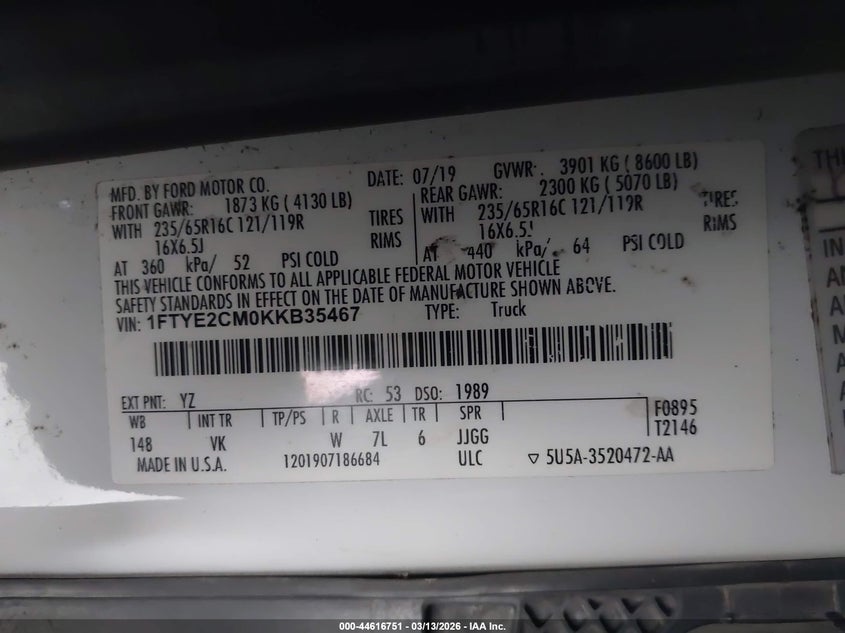 MFD. BY FORD MOTOR CO. DATE: 07/19 GVWR: 3901 KG ( 8600 LB)
FRONT GAWR: 1873 KG ( 4130 LB) REAR GAWR: 2300 KG ( 5070 LB)
WITH 235/65R16C 121/119R TIRES WITH 235/65R16C 121/119R TIRES
16X6.5J RIMS 16X6.5J RIMS
AT 360 kPa/ 52 PSI COLD AT 440 kPa/ 64 PSI COLD
THIS VEHICLE CONFORMS TO ALL APPLICABLE FEDERAL MOTOR VEHICLE
SAFETY STANDARDS IN EFFECT ON THE DATE OF MANUFACTURE SHOWN ABOVE.
VIN: 1FTYE2CM0KKB35467 TYPE: Truck
EXT PNT: YZ RC: 53 DSO: 1989
WB INT TR TP/PS R AXLE TR SPR F0895
148 VK W 7L 6 JJGG T2146
MADE IN U.S.A. 1201907186684 ULC ▽ 5U5A-3520472-AA
000-44616751 | 03/13/2026 - IAA Inc.